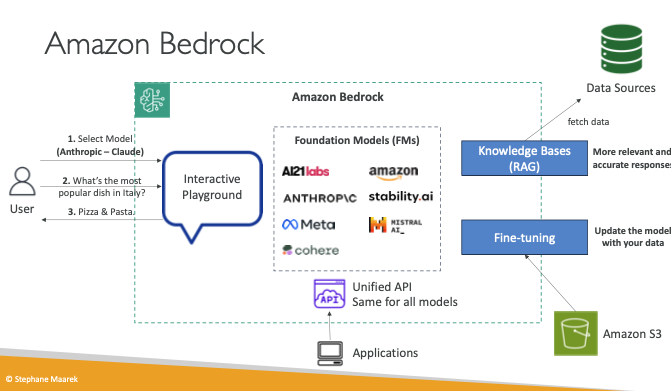 Amazon Bedrock
Data Sources
Amazon Bedrock
fetch data
1. Select Model
(Anthropic – Claude)
2. What's the most
popular dish in Italy?
3. Pizza & Pasta
User
Interactive
Playground
Foundation Models (FMs)
AI21labs
amazon
ANTHROP\C
stability.ai
Meta
MISTRAL
AI_
cohere
Knowledge Bases
(RAG)
More relevant and
accurate responses
Fine-tuning
Update the model
with your data
API
Unified API
Same for all models
Applications
Amazon S3
© Stephane Maarek